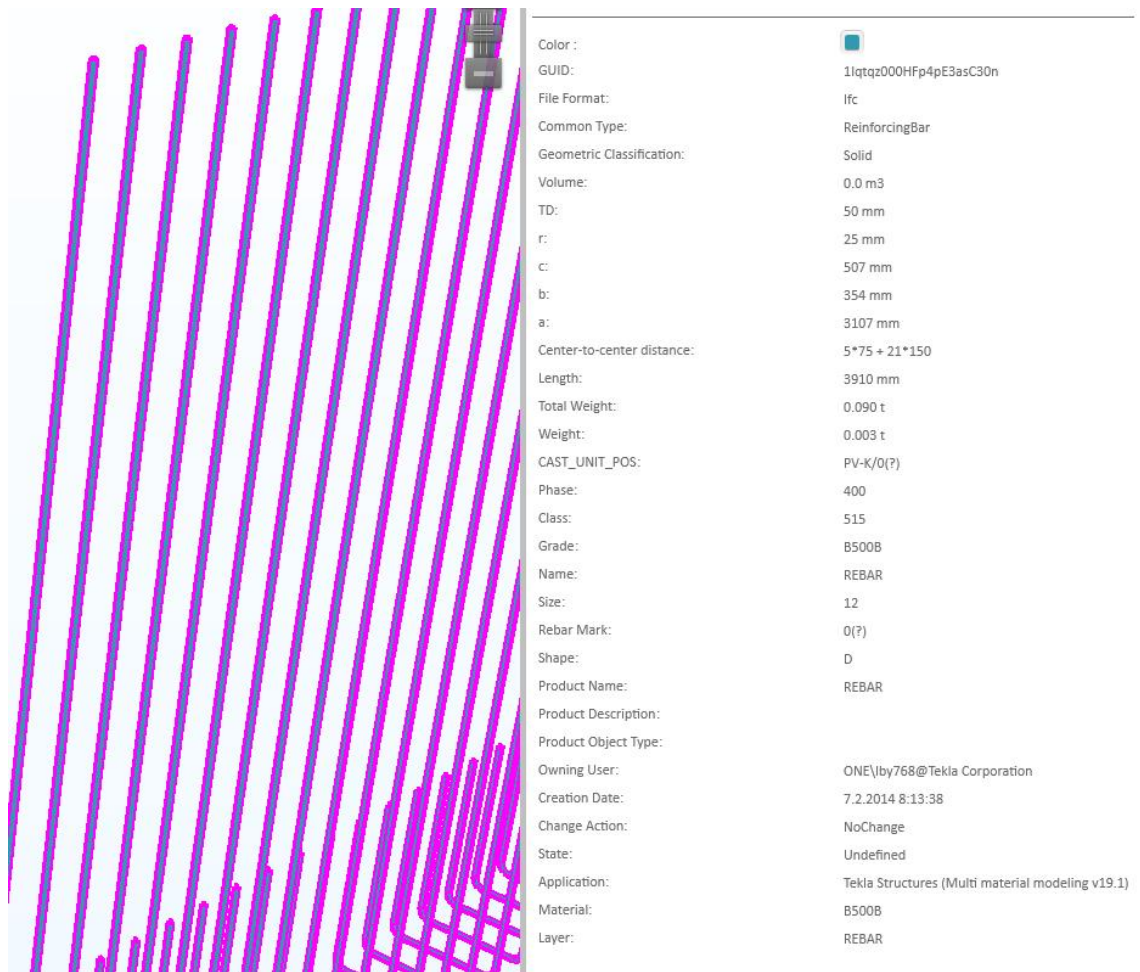 Color :
GUID: 1Iqtqz000HFp4pE3asC30n
File Format: Ifc
Common Type: ReinforcingBar
Geometric Classification: Solid
Volume: 0.0 m3
TD: 50 mm
r: 25 mm
c: 507 mm
b: 354 mm
a: 3107 mm
Center-to-center distance: 5*75 + 21*150
Length: 3910 mm
Total Weight: 0.090 t
Weight: 0.003 t
CAST_UNIT_POS: PV-K/0(?)
Phase: 400
Class: 515
Grade: B500B
Name: REBAR
Size: 12
Rebar Mark: 0(?)
Shape: D
Product Name: REBAR
Product Description:
Product Object Type:
Owning User: ONE\lby768@Tekla Corporation
Creation Date: 7.2.2014 8:13:38
Change Action: NoChange
State: Undefined
Application: Tekla Structures (Multi material modeling v19.1)
Material: B500B
Layer: REBAR